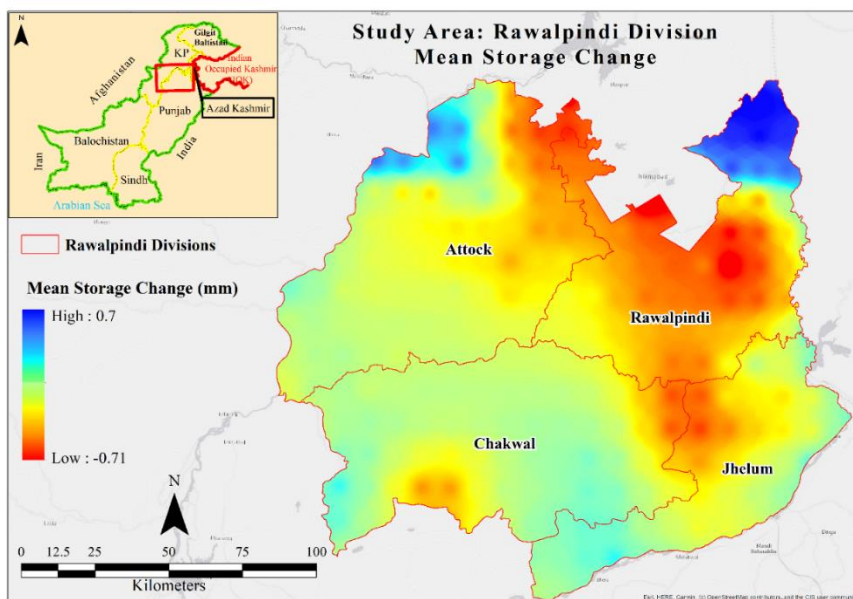 Study Area: Rawalpindi Division
Mean Storage Change
N
Gilgit
Baltistan
KP
Indian
Occupied Kashmir
Afghanistan
Azad Kashmir
Punjab
Balochistan
India
Iran
Sindh
Arabian Sea
Rawalpindi Divisions
Mean Storage Change (mm)
High : 0.7
Low : -0.71
Attock
Rawalpindi
Chakwal
Jhelum
N
0 12.5 25 50 75 100
Kilometers
Islamabad
Esri, HERE, Garmin, (c) OpenStreetMap contributors, and the GIS user community